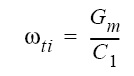 ω_ti = G_m / C_1